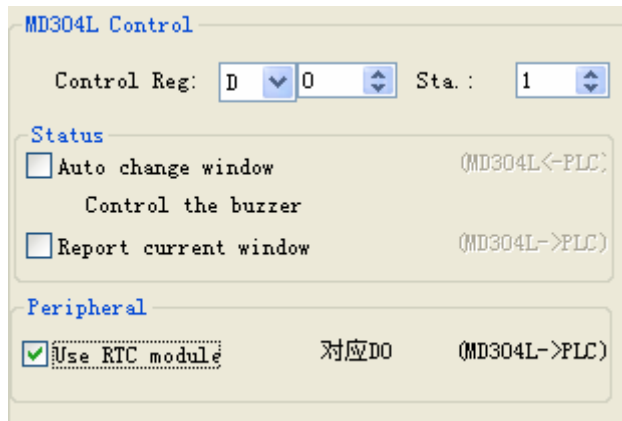 MD304L Control
Control Reg: D 0 Sta.: 1
Status
Auto change window (MD304L<-PLC)
Control the buzzer
Report current window (MD304L->PLC)
Peripheral
Use RTC module 对应D0 (MD304L->PLC)